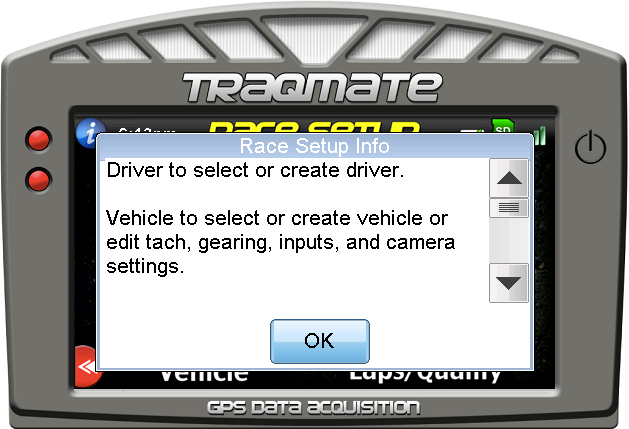 TRAQMATE
6:43pm RACE SETUP SD
Race Setup Info
Driver to select or create driver.
Vehicle to select or create vehicle or
edit tach, gearing, inputs, and camera
settings.
OK
Vehicle Laps/Qualify
GPS DATA ACQUISITION